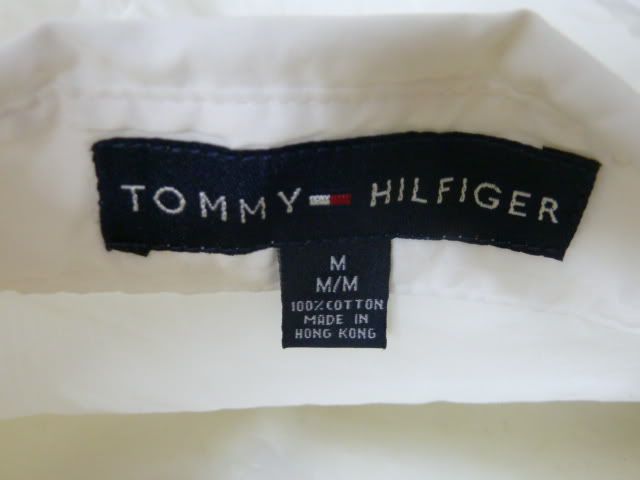 TOMMY HILFIGER
M
M/M
100% COTTON
MADE IN
HONG KONG